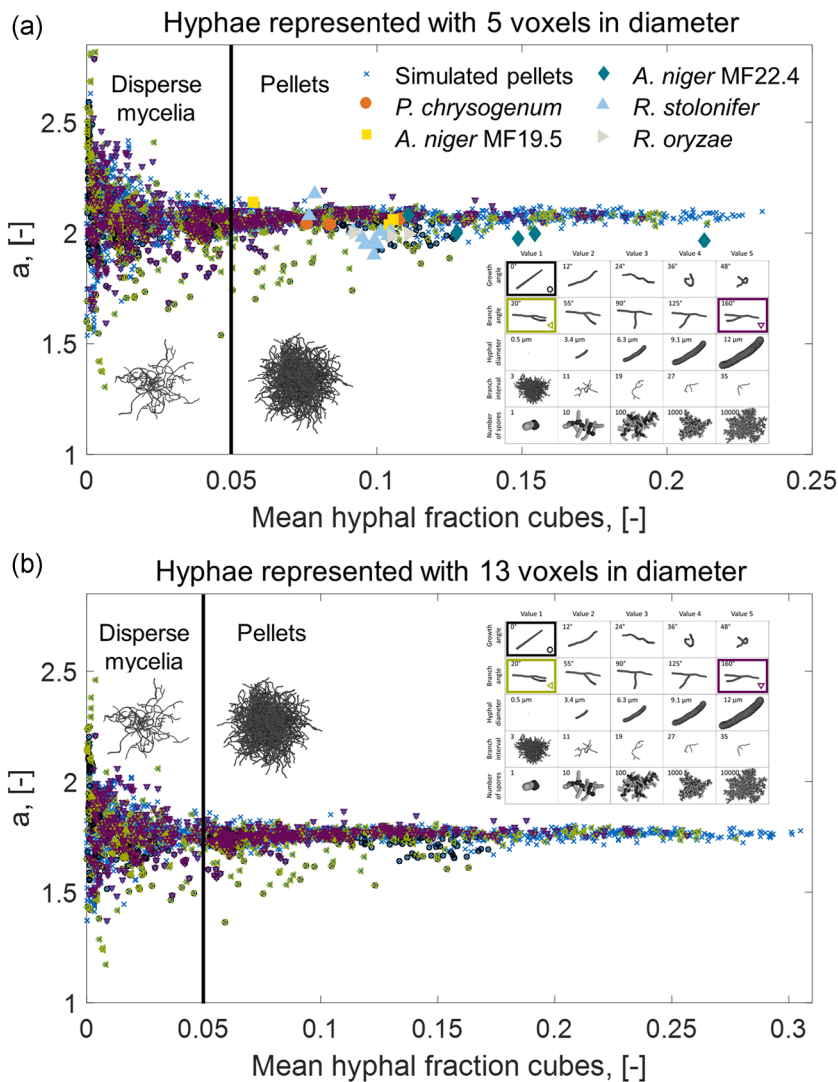 (a)
Hyphae represented with 5 voxels in diameter
Disperse mycelia
Pellets
Simulated pellets
P. chrysogenum
A. niger MF19.5
A. niger MF22.4
R. stolonifer
R. oryzae
a, [-]
2.5
2
1.5
1
0
0.05
0.1
0.15
0.2
0.25
Mean hyphal fraction cubes, [-]
Value 1
Value 2
Value 3
Value 4
Value 5
Growth angle
0°
12°
24°
36°
48°
Branch angle
20°
55°
90°
125°
160°
Hyphal diameter
0.5 µm
3.4 µm
6.3 µm
9.1 µm
12 µm
Branch interval
3
11
19
27
35
Number of spores
1
10
100
1000
10000
(b)
Hyphae represented with 13 voxels in diameter
Disperse mycelia
Pellets
a, [-]
2.5
2
1.5
1
0
0.05
0.1
0.15
0.2
0.25
0.3
Mean hyphal fraction cubes, [-]
Value 1
Value 2
Value 3
Value 4
Value 5
Growth angle
0°
12°
24°
36°
48°
Branch angle
20°
55°
90°
125°
160°
Hyphal diameter
0.5 µm
3.4 µm
6.3 µm
9.1 µm
12 µm
Branch interval
3
11
19
27
35
Number of spores
1
10
100
1000
10000